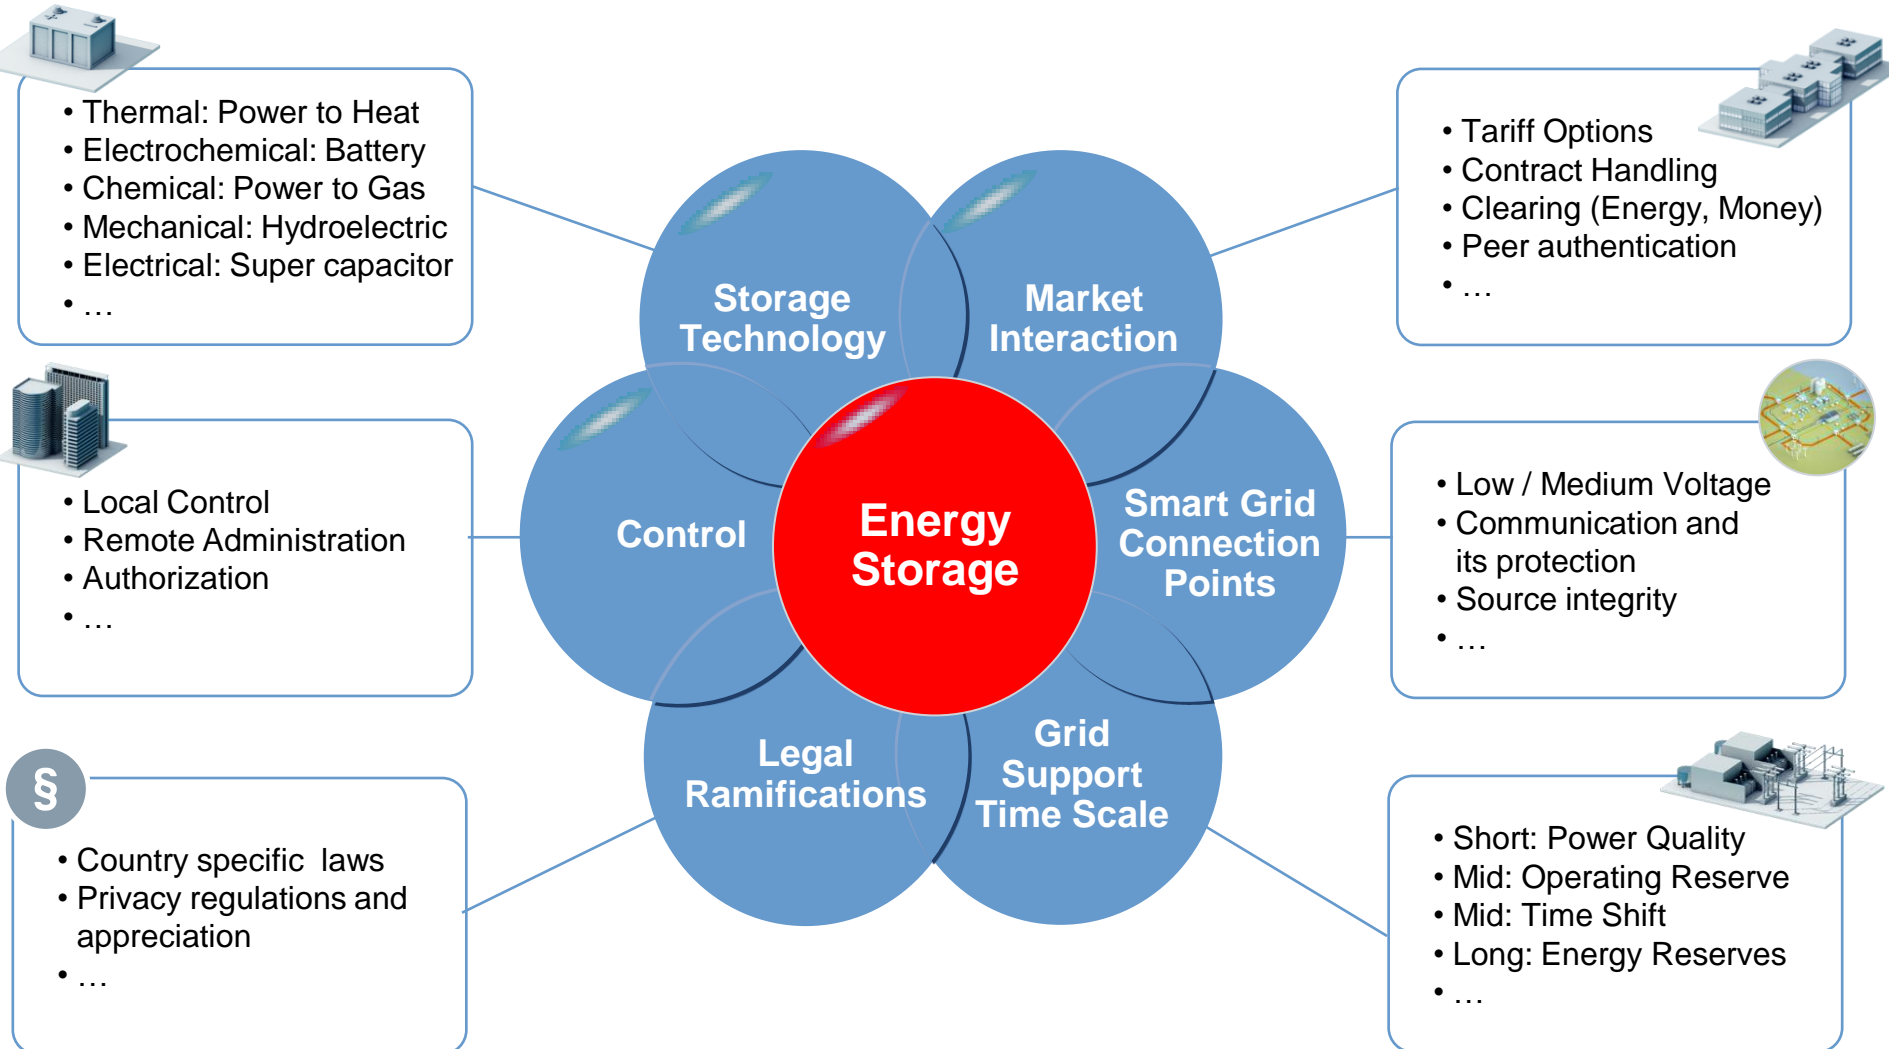 • Thermal: Power to Heat
• Electrochemical: Battery
• Chemical: Power to Gas
• Mechanical: Hydroelectric
• Electrical: Super capacitor
• …
• Tariff Options
• Contract Handling
• Clearing (Energy, Money)
• Peer authentication
• …
Storage
Technology
Market
Interaction
• Local Control
• Remote Administration
• Authorization
• …
Control
Energy
Storage
Smart Grid
Connection
Points
• Low / Medium Voltage
• Communication and
its protection
• Source integrity
• …
§
• Country specific laws
• Privacy regulations and
appreciation
• …
Legal
Ramifications
Grid
Support
Time Scale
• Short: Power Quality
• Mid: Operating Reserve
• Mid: Time Shift
• Long: Energy Reserves
• …